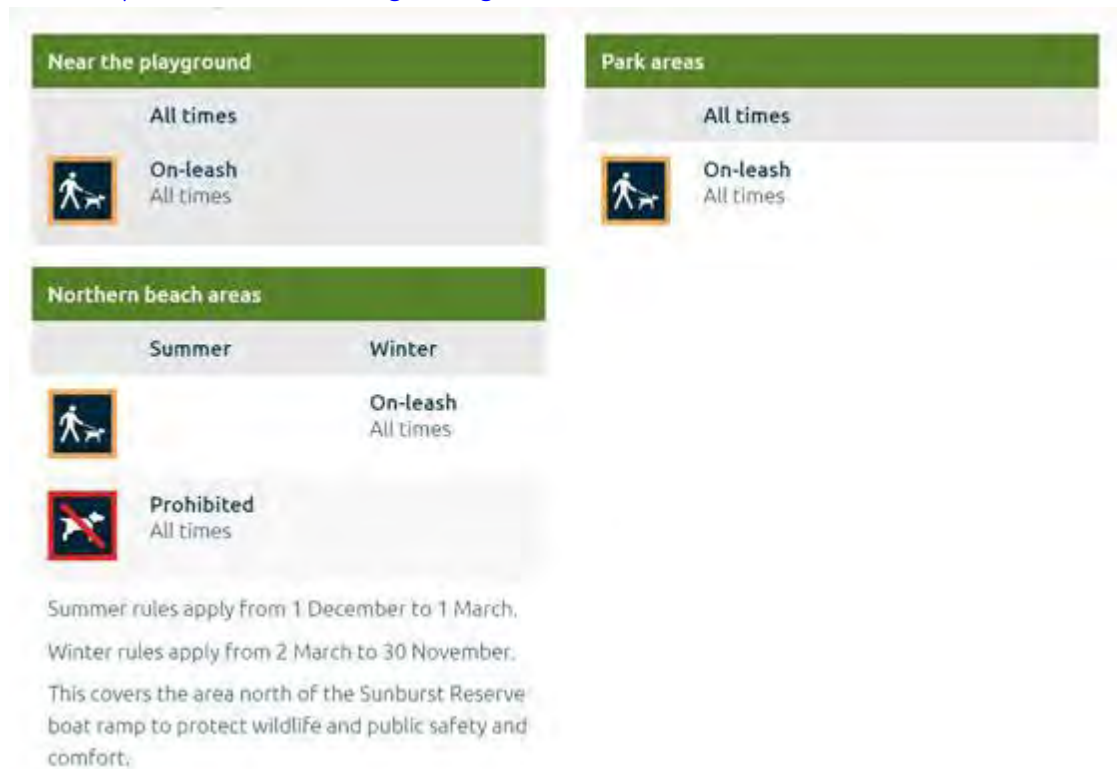 Near the playground
All times
On-leash
All times
Park areas
All times
On-leash
All times
Northern beach areas
Summer Winter
On-leash
All times
Prohibited
All times
Summer rules apply from 1 December to 1 March.
Winter rules apply from 2 March to 30 November.
This covers the area north of the Sunburst Reserve
boat ramp to protect wildlife and public safety and
comfort.